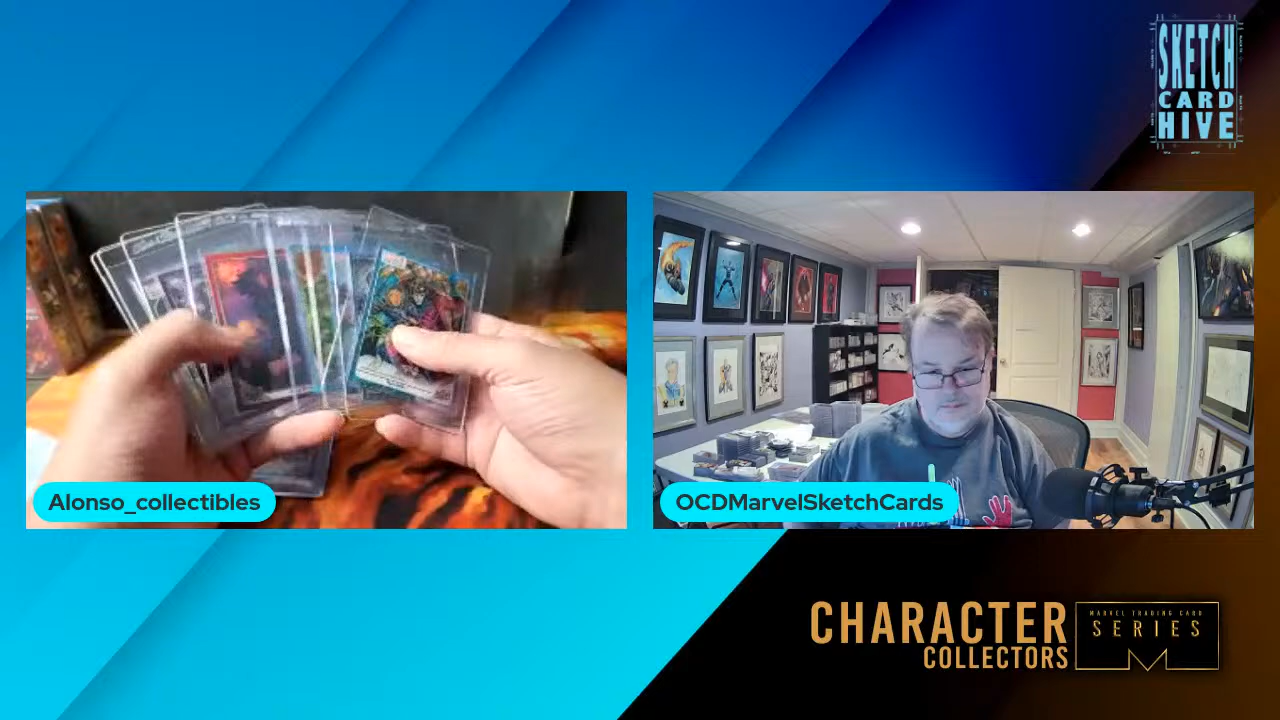 SKETCH
CARD
HIVE
Alonso_collectibles
OCDMarvelSketchCards
CHARACTER
COLLECTORS
MARVEL TRADING CARD
SERIES